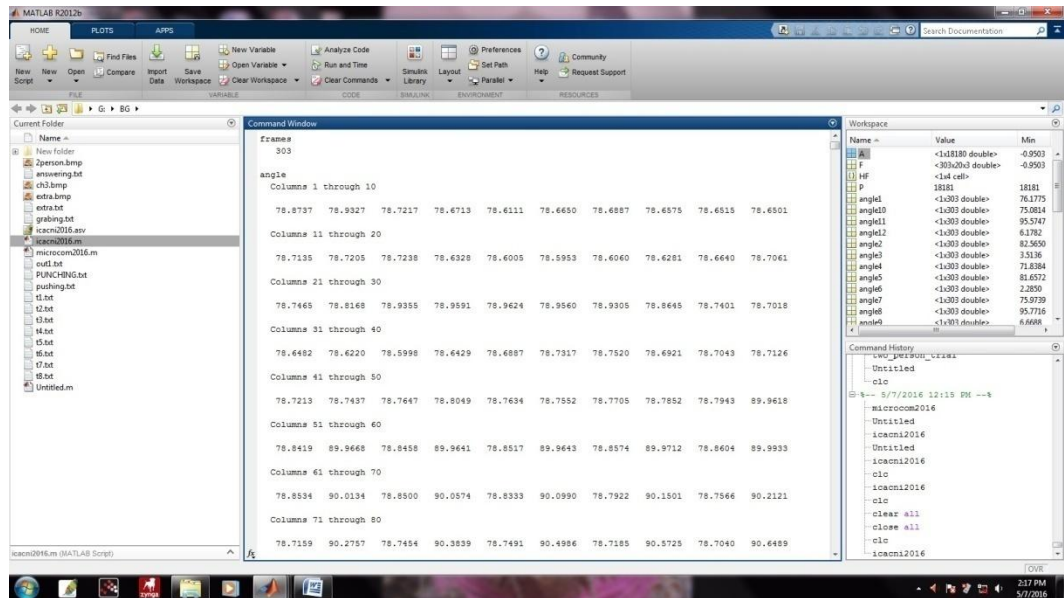 MATLAB R2012b
HOME PLOTS APPS
Search Documentation
New Script
New
Open
Find Files
Compare
Import Data
Save Workspace
New Variable
Open Variable
Clear Workspace
Analyze Code
Run and Time
Clear Commands
Simulink Library
Layout
Preferences
Set Path
Parallel
Help
Community
Request Support
FILE VARIABLE CODE SIMULINK ENVIRONMENT RESOURCES
G: BG
Current Folder
Name
New folder
2person.bmp
answering.txt
ch3.bmp
extra.bmp
extra.txt
grabing.txt
icacni2016.asv
icacni2016.m
microcom2016.m
out1.txt
PUNCHING.txt
pushing.txt
t1.txt
t2.txt
t3.txt
t4.txt
t5.txt
t6.txt
t7.txt
t8.txt
Untitled.m
icacni2016.m (MATLAB Script)
Command Window
frames
303
angle
Columns 1 through 10
78.8737 78.9327 78.7217 78.6713 78.6111 78.6650 78.6887 78.6575 78.6515 78.6501
Columns 11 through 20
78.7135 78.7205 78.7238 78.6328 78.6005 78.5953 78.6060 78.6281 78.6640 78.7061
Columns 21 through 30
78.7465 78.8168 78.9355 78.9591 78.9624 78.9560 78.9305 78.8645 78.7401 78.7018
Columns 31 through 40
78.6482 78.6220 78.5998 78.6429 78.6887 78.7317 78.7520 78.6921 78.7043 78.7126
Columns 41 through 50
78.7213 78.7437 78.7647 78.8049 78.7634 78.7552 78.7705 78.7852 78.7943 89.9618
Columns 51 through 60
78.8419 89.9668 78.8458 89.9641 78.8517 89.9643 78.8574 89.9712 78.8604 89.9933
Columns 61 through 70
78.8534 90.0134 78.8500 90.0574 78.8333 90.0990 78.7922 90.1501 78.7566 90.2121
Columns 71 through 80
78.7159 90.2757 78.7454 90.3839 78.7491 90.4986 78.7185 90.5725 78.7040 90.6489
fx
Workspace
Name Value Min
A <1x18180 double> -0.9503
F <303x20x3 double> -0.9503
HF <1x4 cell>
P 18181 18181
angle1 <1x303 double> 76.1775
angle10 <1x303 double> 75.0814
angle11 <1x303 double> 95.5747
angle12 <1x303 double> 6.1782
angle2 <1x303 double> 82.5650
angle3 <1x303 double> 3.5136
angle4 <1x303 double> 71.8384
angle5 <1x303 double> 81.6572
angle6 <1x303 double> 2.2850
angle7 <1x303 double> 75.9739
angle8 <1x303 double> 95.7716
angle9 <1x303 double> 6.6688
Command History
two_person_trial
Untitled
clc
%-- 5/7/2016 12:15 PM --%
microcom2016
Untitled
icacni2016
Untitled
icacni2016
clc
icacni2016
clc
clear all
close all
clc
icacni2016
OVR
zynga
2:17 PM
5/7/2016